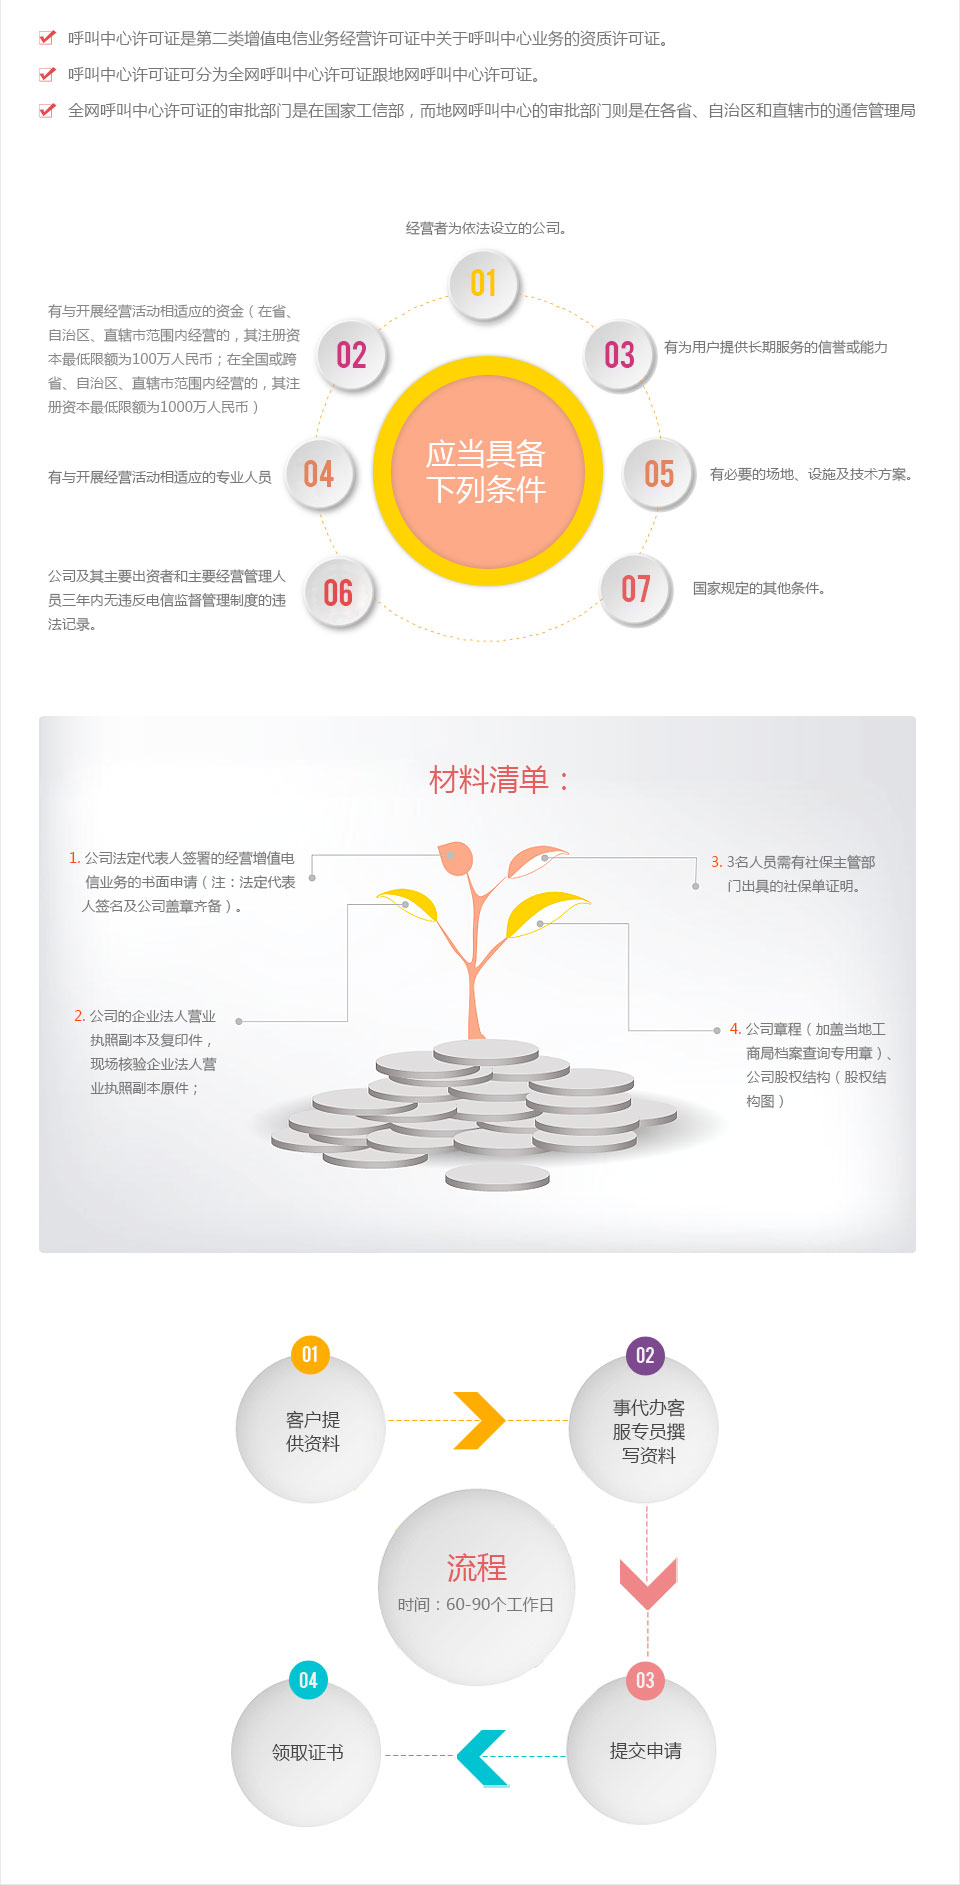 呼叫中心许可证是第二类增值电信业务经营许可证中关于呼叫中心业务的资质许可证。
呼叫中心许可证可分为全网呼叫中心许可证跟地网呼叫中心许可证。
全网呼叫中心许可证的审批部门是在国家工信部，而地网呼叫中心的审批部门则是在各省、自治区和直辖市的通信管理局
经营者为依法设立的公司。
01
有与开展经营活动相适应的资金（在省、
自治区、直辖市范围内经营的，其注册资
本最低限额为100万人民币；在全国或跨
省、自治区、直辖市范围内经营的，其注
册资本最低限额为1000万人民币）
02
03
有为用户提供长期服务的信誉或能力
应当具备
下列条件
有与开展经营活动相适应的专业人员
04
05
有必要的场地、设施及技术方案。
公司及其主要出资者和主要经营管理人
员三年内无违反电信监督管理制度的违
法记录。
06
07
国家规定的其他条件。
材料清单：
1. 公司法定代表人签署的经营增值电
信业务的书面申请（注：法定代表
人签名及公司盖章齐备）。
3. 3名人员需有社保主管部
门出具的社保单证明。
2. 公司的企业法人营业
执照副本及复印件，
现场核验企业法人营
业执照副本原件；
4. 公司章程（加盖当地工
商局档案查询专用章）、
公司股权结构（股权结
构图）
01
客户提
供资料
02
事代办客
服专员撰
写资料
流程
时间：60-90个工作日
04
领取证书
03
提交申请